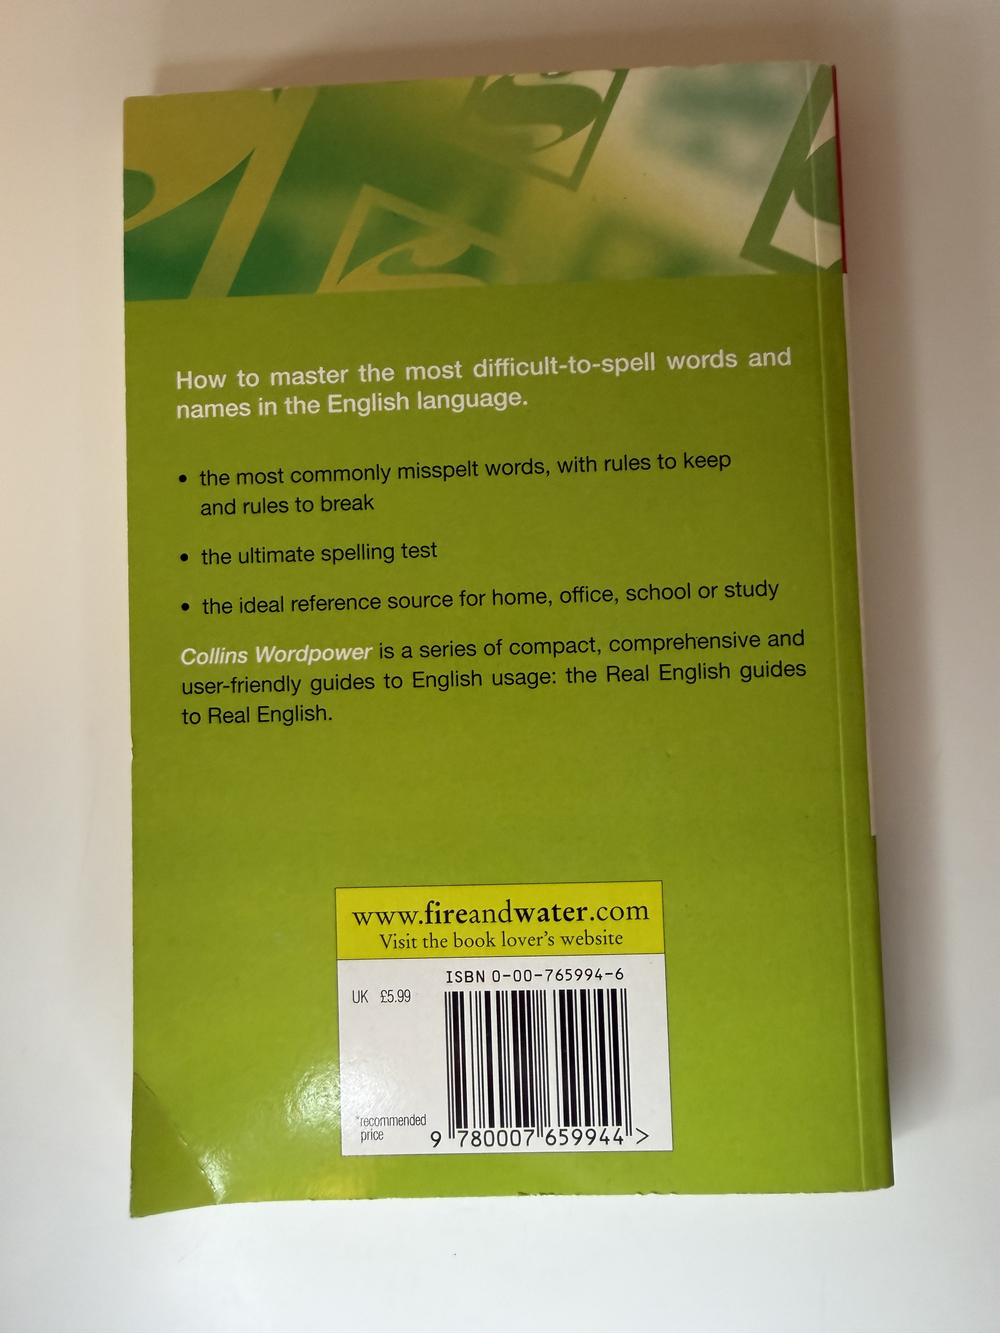 How to master the most difficult-to-spell words and
names in the English language.
• the most commonly misspelt words, with rules to keep
and rules to break
• the ultimate spelling test
• the ideal reference source for home, office, school or study
Collins Wordpower is a series of compact, comprehensive and
user-friendly guides to English usage: the Real English guides
to Real English.
www.fireandwater.com
Visit the book lover's website
ISBN 0-00-765994-6
UK £5.99
*recommended
price
9 780007 659944 >